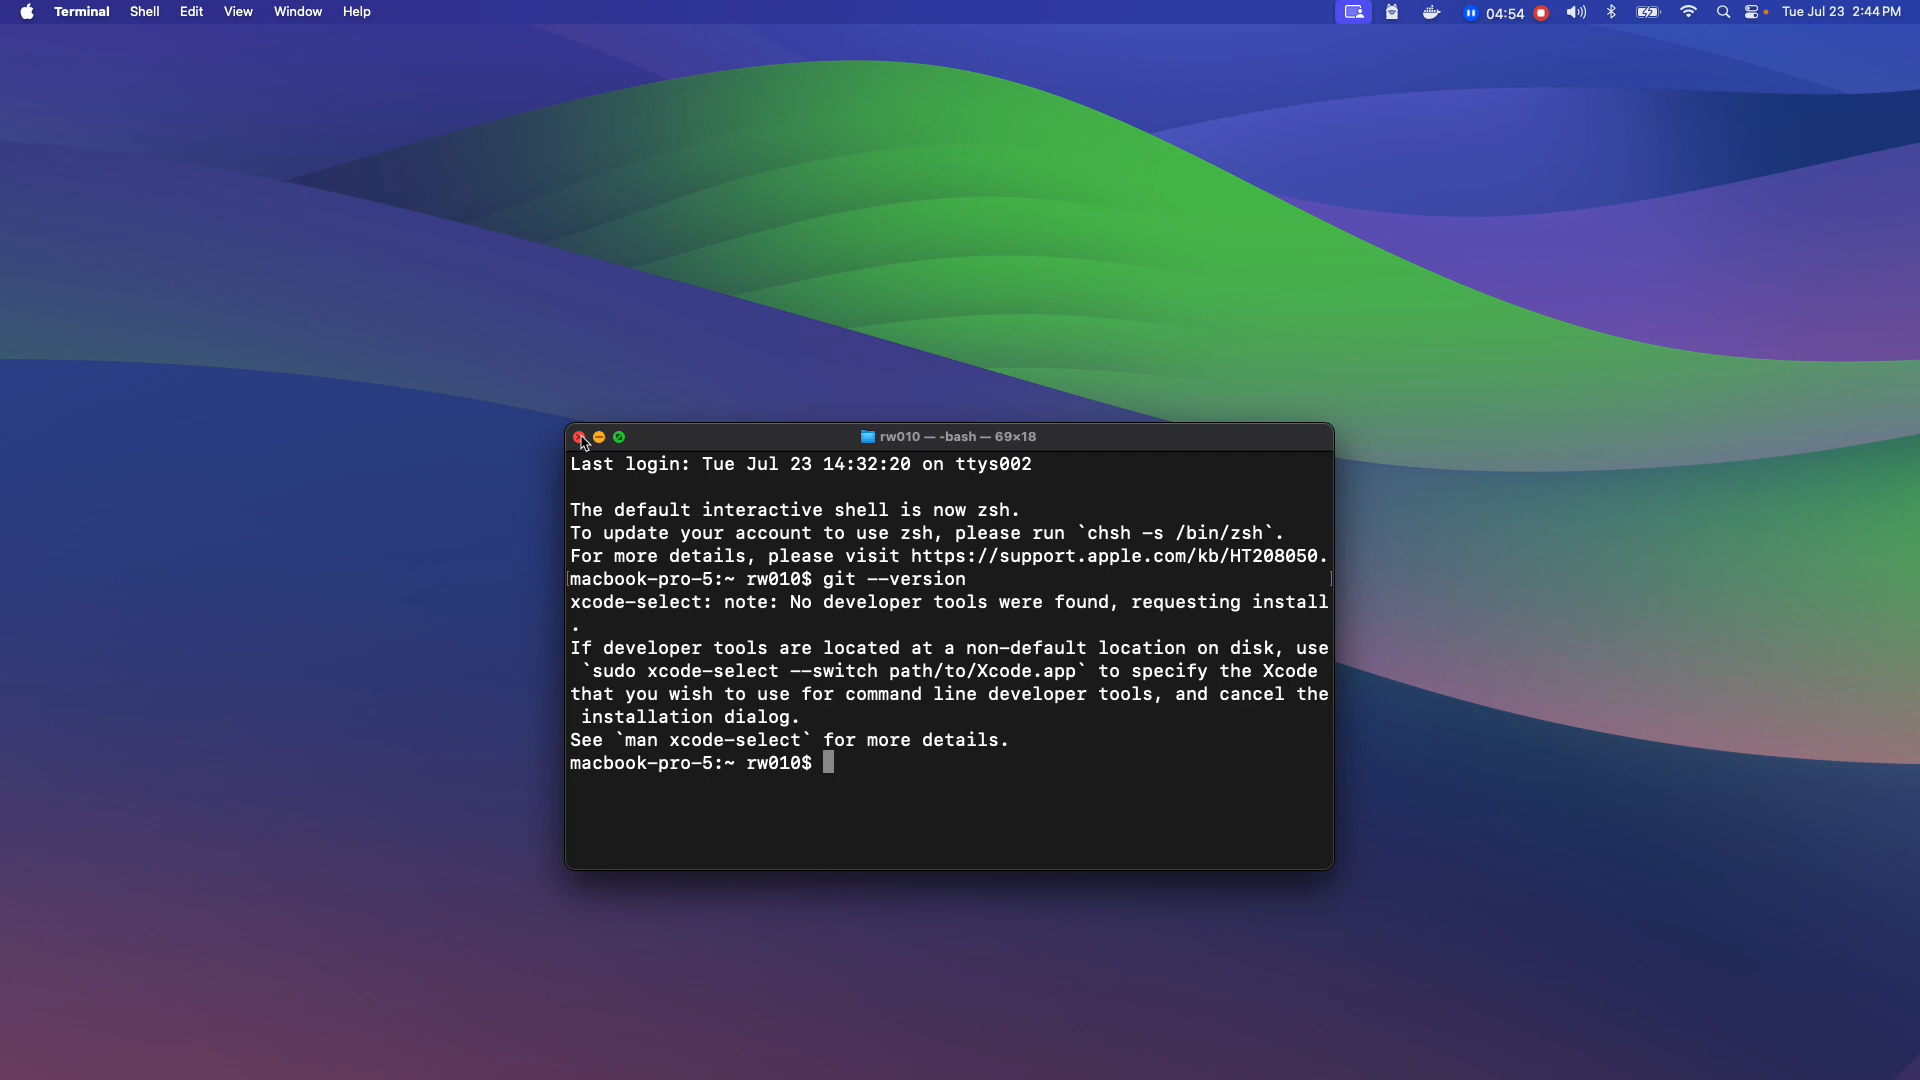 Terminal Shell Edit View Window Help 04:54 Tue Jul 23 2:44 PM
rw010 — -bash — 69×18
Last login: Tue Jul 23 14:32:20 on ttys002
The default interactive shell is now zsh.
To update your account to use zsh, please run `chsh -s /bin/zsh`.
For more details, please visit https://support.apple.com/kb/HT208050.
[macbook-pro-5:~ rw010$ git --version ]
xcode-select: note: No developer tools were found, requesting install
.
If developer tools are located at a non-default location on disk, use
`sudo xcode-select --switch path/to/Xcode.app` to specify the Xcode
that you wish to use for command line developer tools, and cancel the
installation dialog.
See `man xcode-select` for more details.
macbook-pro-5:~ rw010$